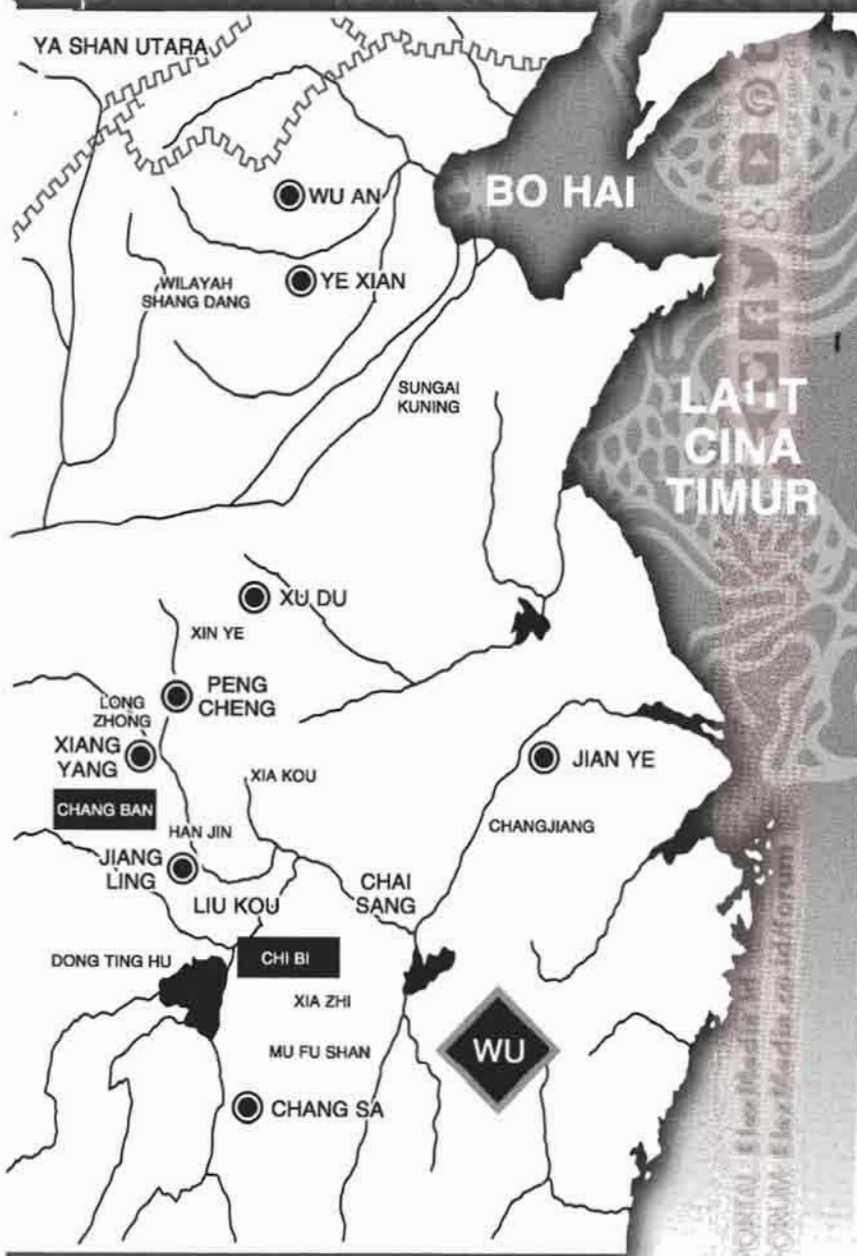 YA SHAN UTARA
BO HAI
WU AN
YE XIAN
WILAYAH
SHANG DANG
SUNGAI
KUNING
LAUT
CINA
TIMUR
XU DU
XIN YE
PENG
CHENG
LONG
ZHONG
XIANG
YANG
JIAN YE
XIA KOU
CHANG BAN
CHANGJIANG
HAN JIN
JIANG
LING
CHAI
SANG
LIU KOU
DONG TING HU
CHI BI
XIA ZHI
WU
MU FU SHAN
CHANG SA